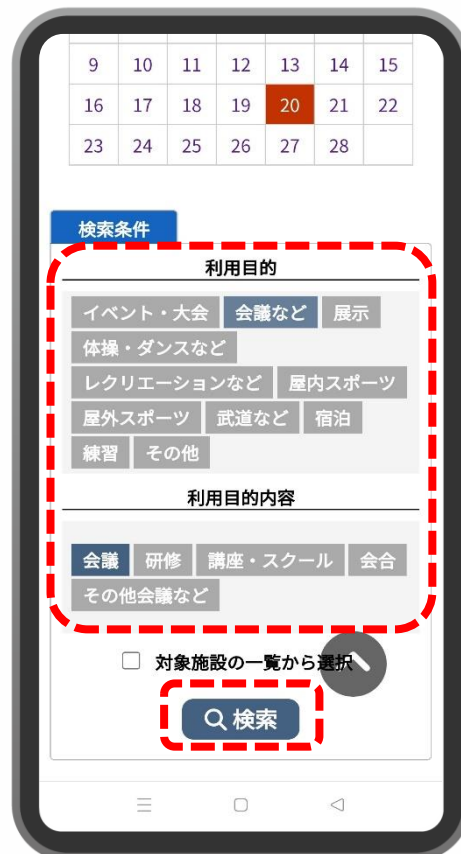 9 10 11 12 13 14 15
16 17 18 19 20 21 22
23 24 25 26 27 28
検索条件
利用目的
イベント・大会 会議など 展示
体操・ダンスなど
レクリエーションなど 屋内スポーツ
屋外スポーツ 武道など 宿泊
練習 その他
利用目的内容
会議 研修 講座・スクール 会合
その他会議など
対象施設の一覧から選択
検索